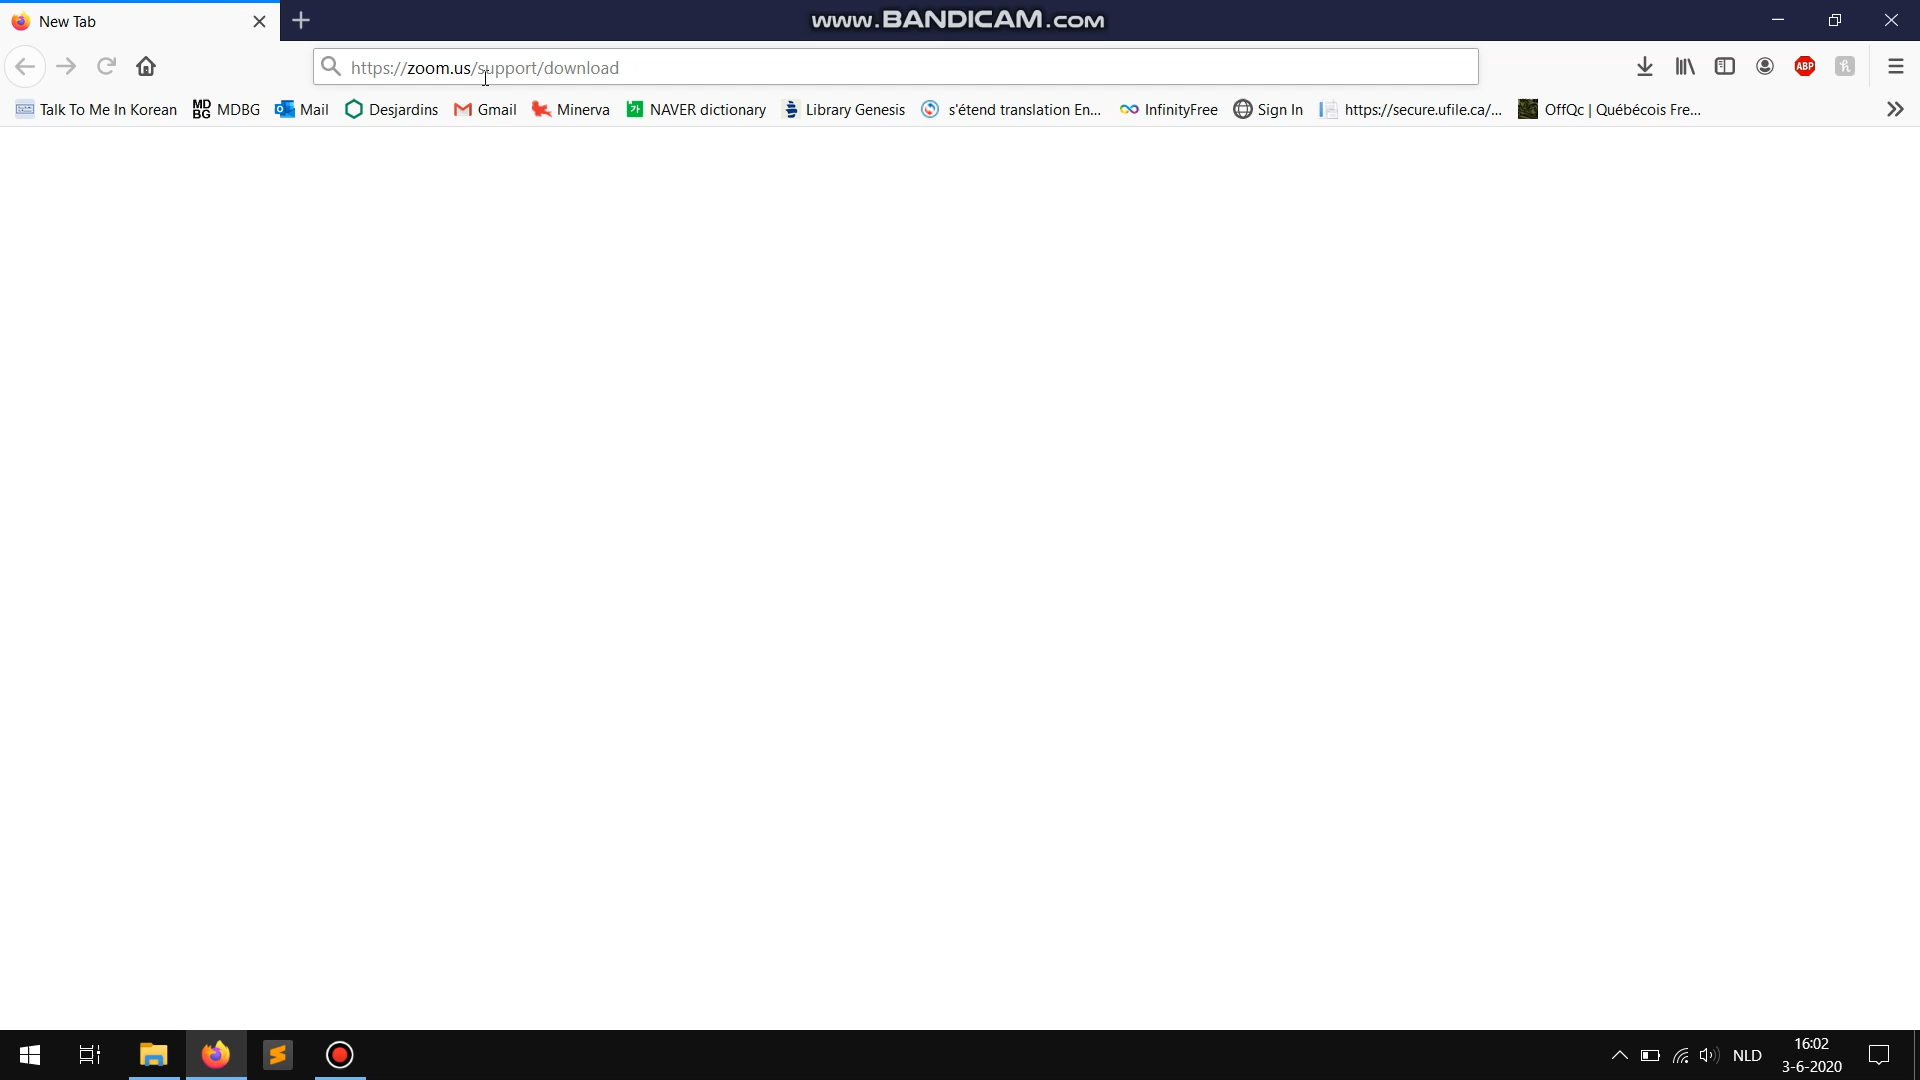 New Tab
www.BANDICAM.com
https://zoom.us/support/download
ABP
Talk To Me In Korean
MD BG MDBG
Mail
Desjardins
Gmail
Minerva
NAVER dictionary
Library Genesis
s'étend translation En...
InfinityFree
Sign In
https://secure.ufile.ca/...
OffQc | Québécois Fre...
NLD
16:02
3-6-2020